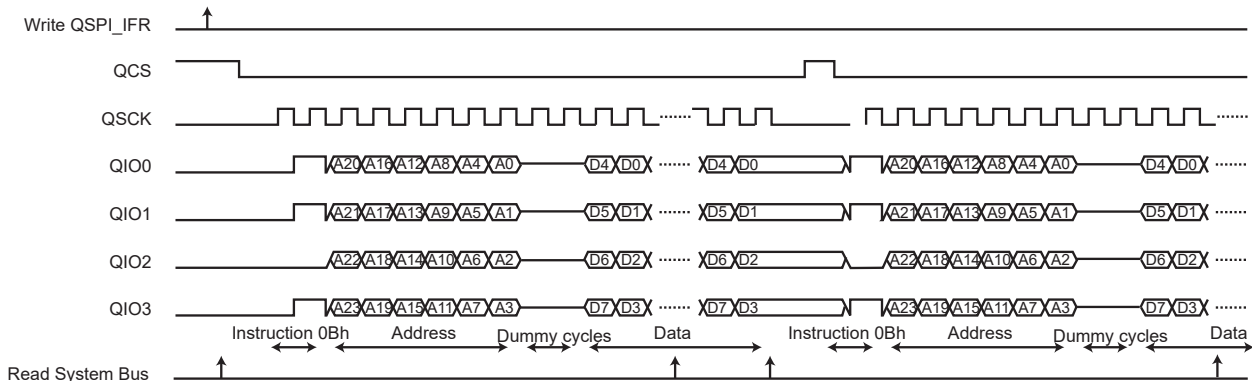 Write QSPI_IFR
QCS
QSCK
QIO0 A20 A16 A12 A8 A4 A0 D4 D0 D4 D0 A20 A16 A12 A8 A4 A0 D4 D0
QIO1 A21 A17 A13 A9 A5 A1 D5 D1 D5 D1 A21 A17 A13 A9 A5 A1 D5 D1
QIO2 A22 A18 A14 A10 A6 A2 D6 D2 D6 D2 A22 A18 A14 A10 A6 A2 D6 D2
QIO3 A23 A19 A15 A11 A7 A3 D7 D3 D7 D3 A23 A19 A15 A11 A7 A3 D7 D3
Instruction 0Bh Address Dummy cycles Data Instruction 0Bh Address Dummy cycles Data
Read System Bus